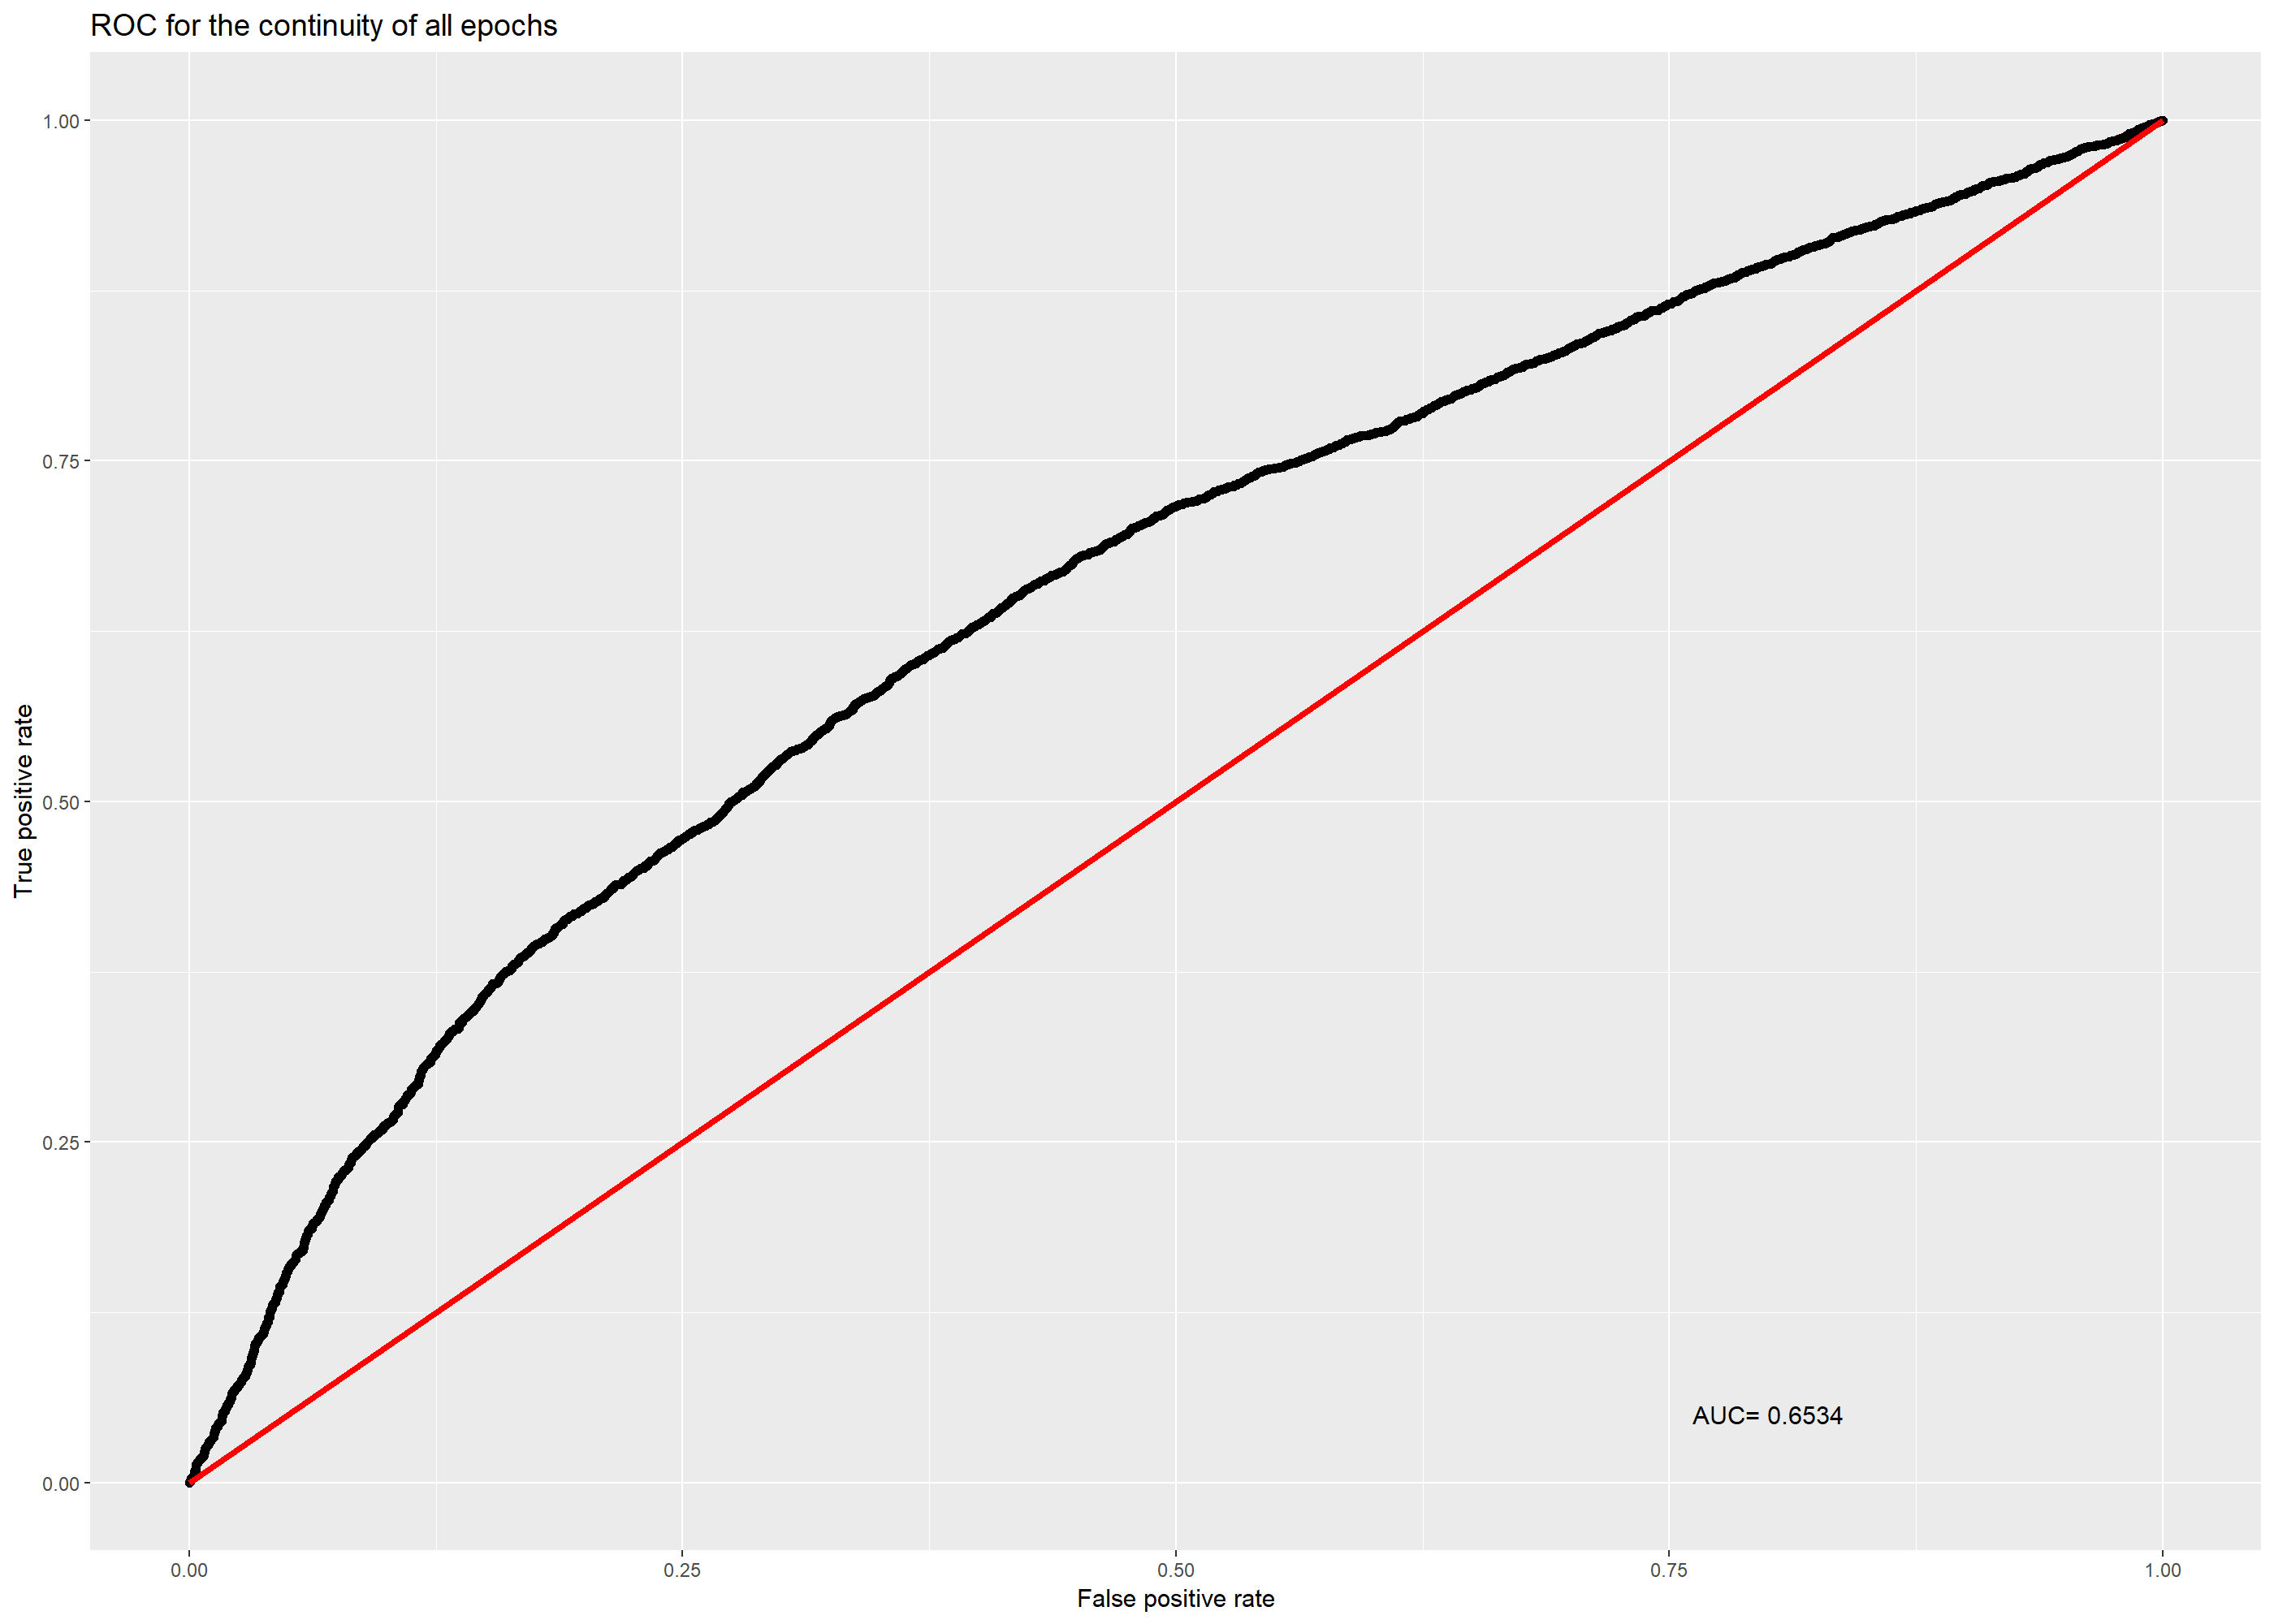 ROC for the continuity of all epochs
1.00
0.75
0.50
0.25
0.00
True positive rate
AUC= 0.6534
0.00 0.25 0.50 0.75 1.00
False positive rate